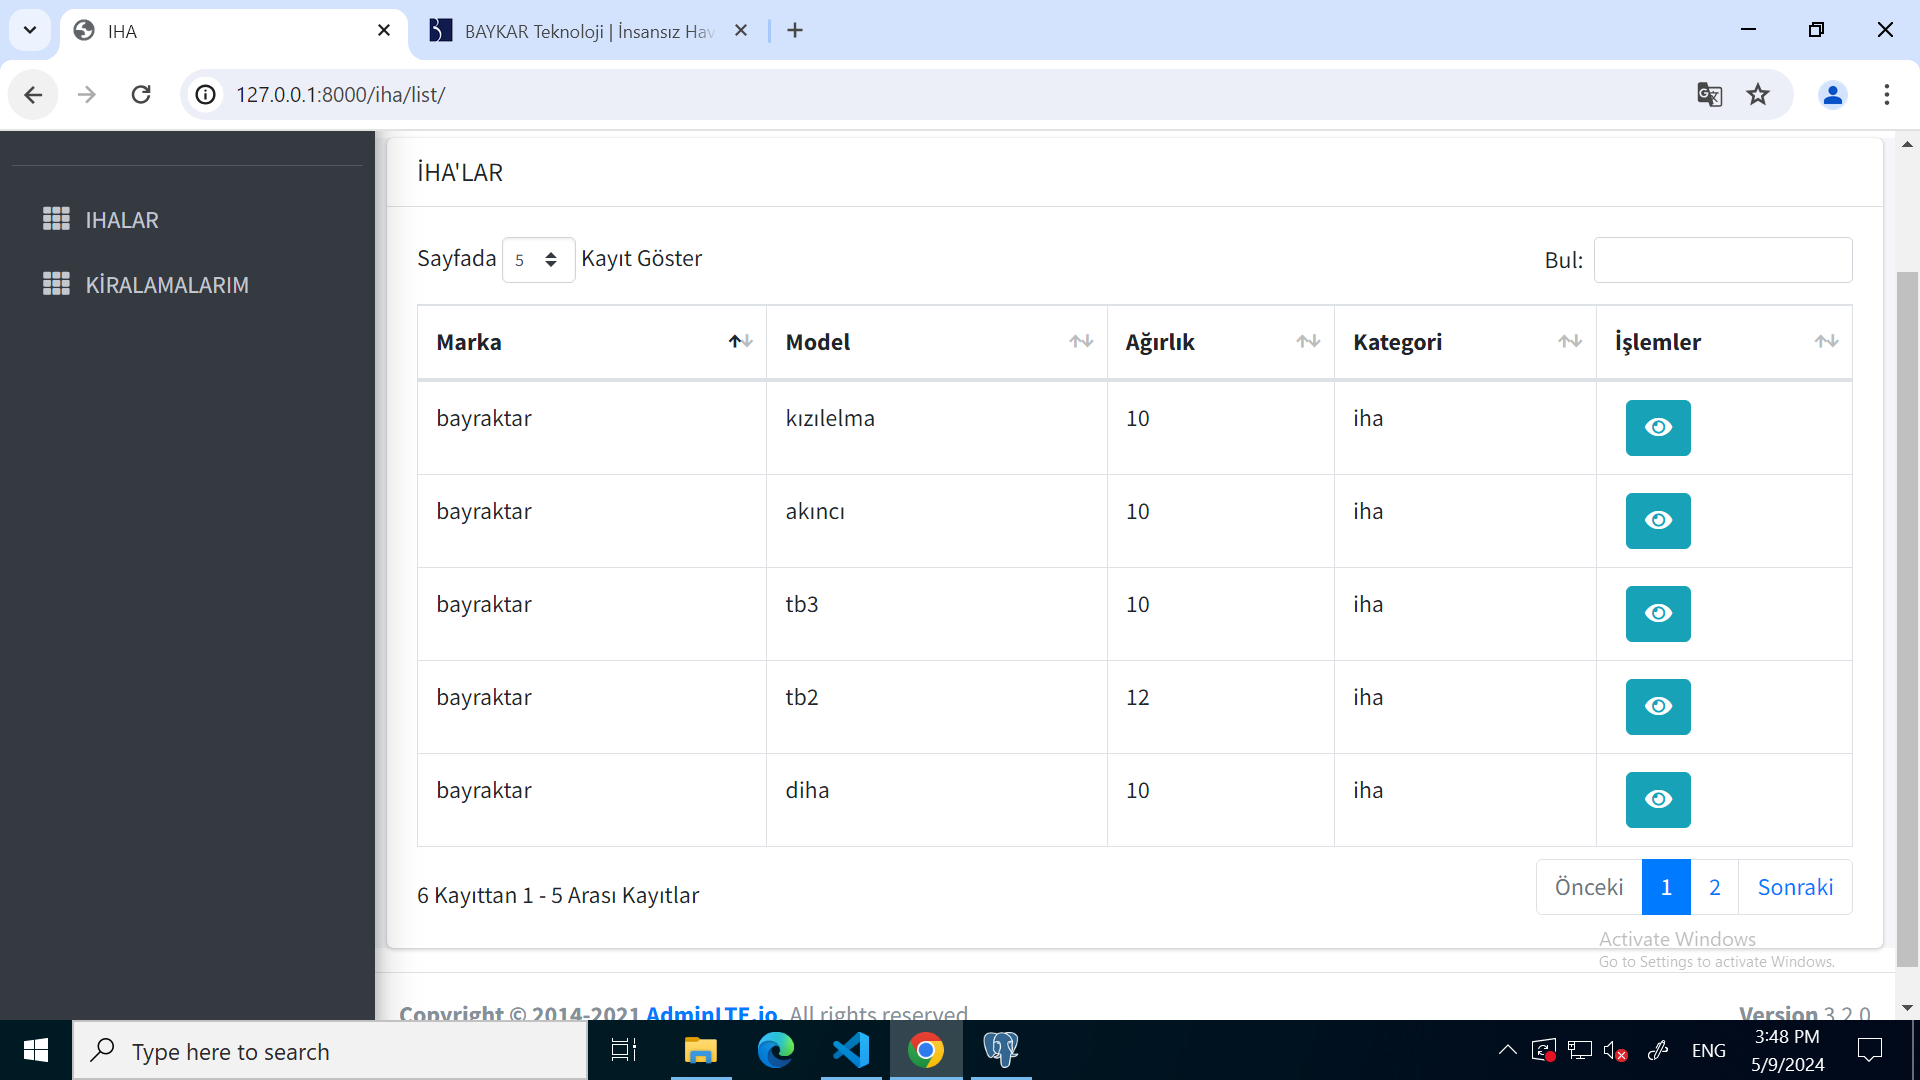 IHA
BAYKAR Teknoloji | İnsansız Hav
127.0.0.1:8000/iha/list/
IHALAR
KİRALAMALARIM
İHA'LAR
Sayfada 5 Kayıt Göster
Bul:
Marka Model Ağırlık Kategori İşlemler
bayraktar kızılelma 10 iha
bayraktar akıncı 10 iha
bayraktar tb3 10 iha
bayraktar tb2 12 iha
bayraktar diha 10 iha
6 Kayıttan 1 - 5 Arası Kayıtlar
Önceki 1 2 Sonraki
Activate Windows
Go to Settings to activate Windows.
Copyright © 2014-2021 AdminLTE.io. All rights reserved
Version 3.2.0
Type here to search
ENG
3:48 PM
5/9/2024